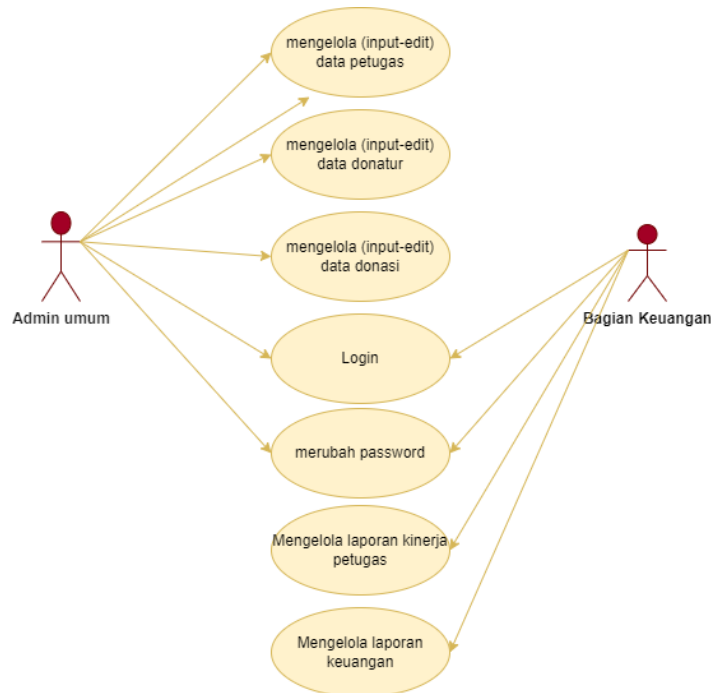 mengelola (input-edit)
data petugas
mengelola (input-edit)
data donatur
mengelola (input-edit)
data donasi
Admin umum
Bagian Keuangan
Login
merubah password
Mengelola laporan kinerja
petugas
Mengelola laporan
keuangan